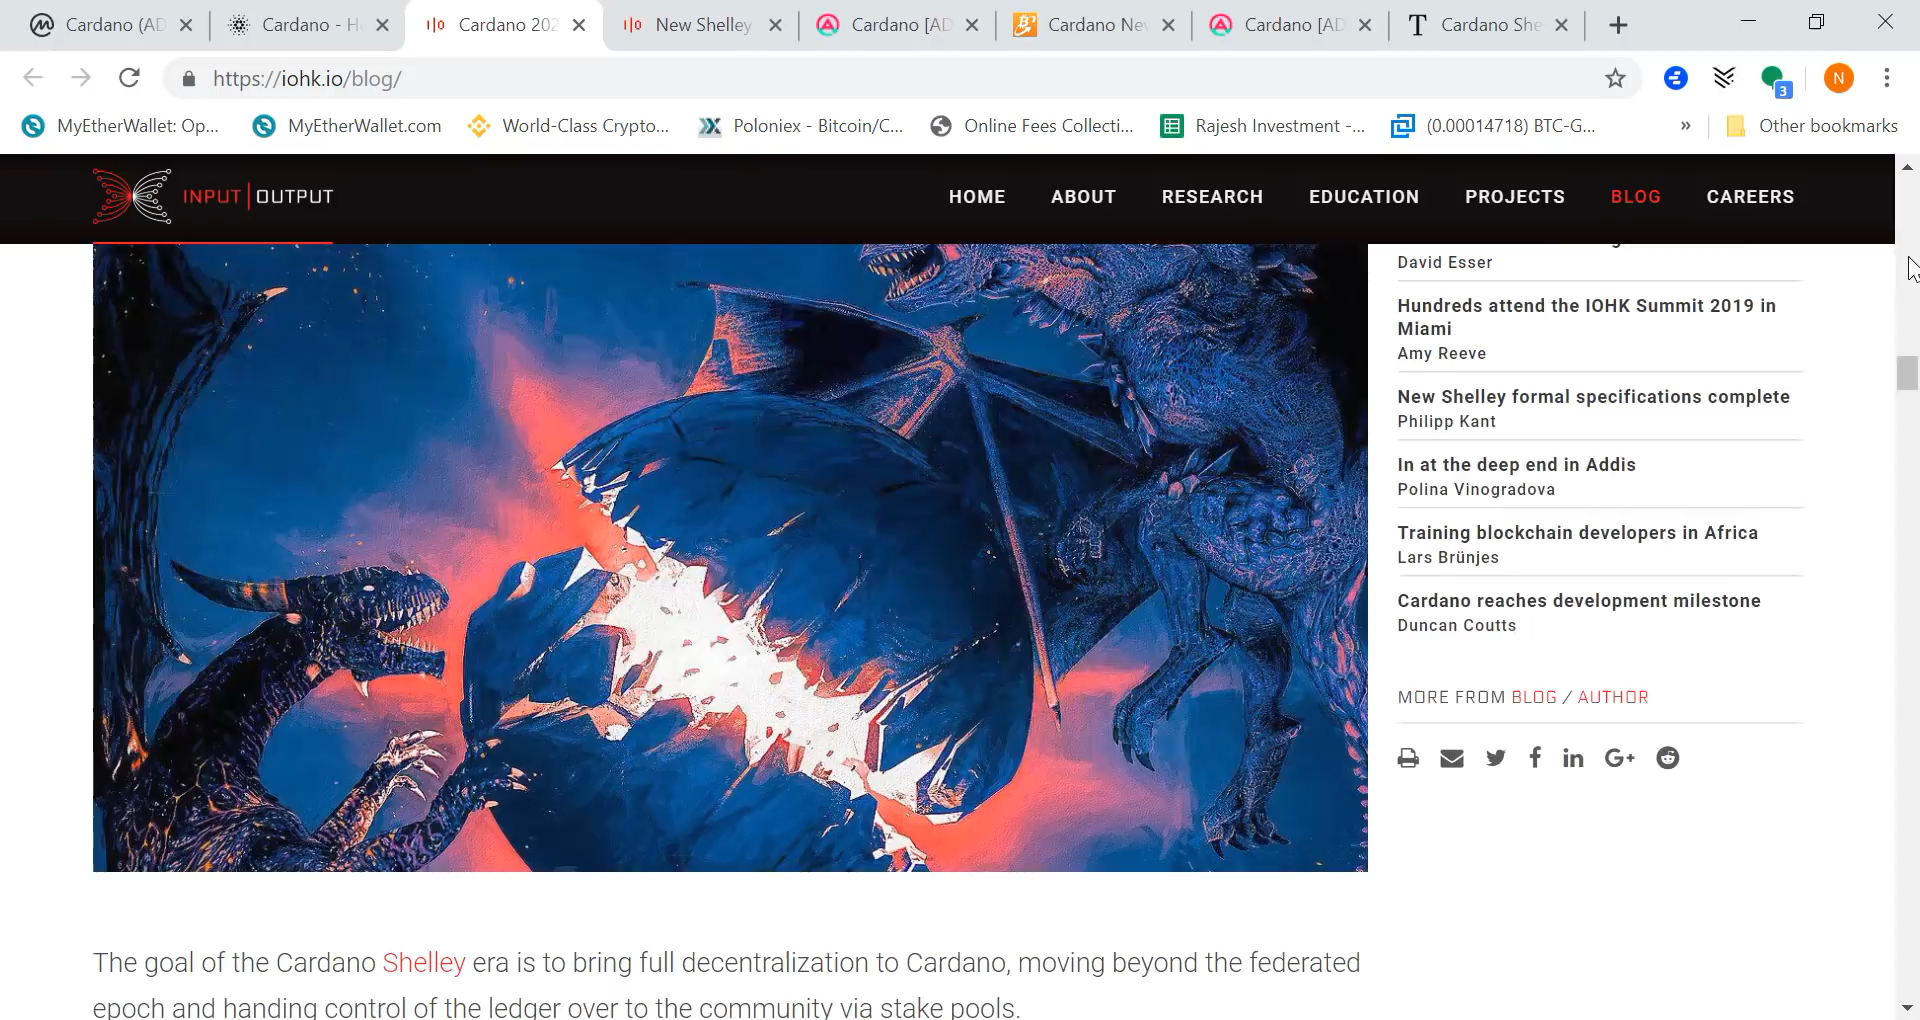 Cardano (AD
Cardano - H
Cardano 202
New Shelley
Cardano [AD
Cardano Ne
Cardano [AD
Cardano She
https://iohk.io/blog/
3
N
MyEtherWallet: Op...
MyEtherWallet.com
World-Class Crypto...
Poloniex - Bitcoin/C...
Online Fees Collecti...
Rajesh Investment -...
(0.00014718) BTC-G...
»
Other bookmarks
INPUT | OUTPUT
HOME
ABOUT
RESEARCH
EDUCATION
PROJECTS
BLOG
CAREERS
David Esser
Hundreds attend the IOHK Summit 2019 in
Miami
Amy Reeve
New Shelley formal specifications complete
Philipp Kant
In at the deep end in Addis
Polina Vinogradova
Training blockchain developers in Africa
Lars Brünjes
Cardano reaches development milestone
Duncan Coutts
MORE FROM BLOG / AUTHOR
The goal of the Cardano Shelley era is to bring full decentralization to Cardano, moving beyond the federated
epoch and handing control of the ledger over to the community via stake pools.